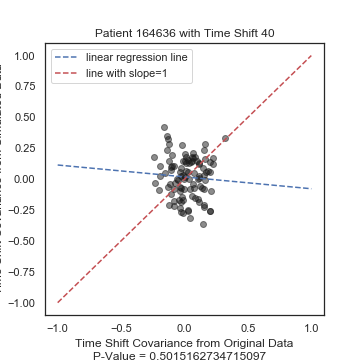 Patient 164636 with Time Shift 40
linear regression line
line with slope=1
1.00
0.75
0.50
0.25
0.00
−0.25
−0.50
−0.75
−1.00
−1.0 −0.5 0.0 0.5 1.0
Time Shift Covariance from Original Data
P-Value = 0.5015162734715097